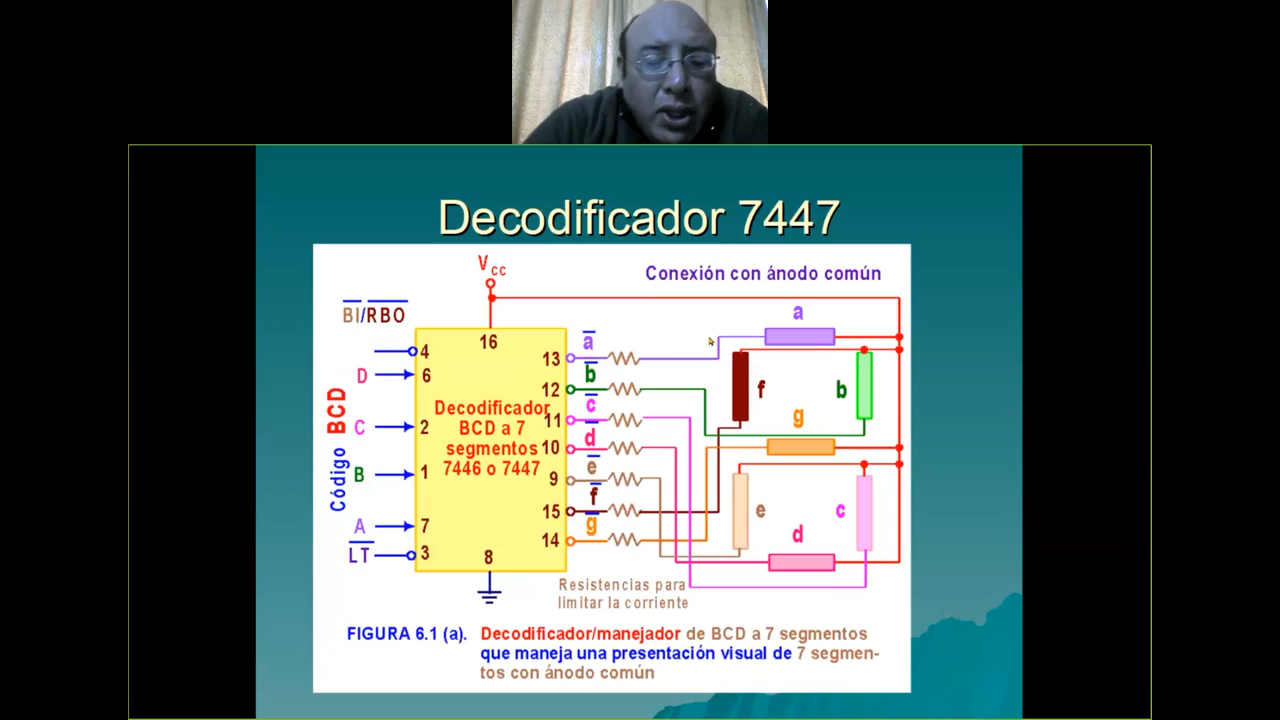 Decodificador 7447
V CC
Conexión con ánodo común
BI/RBO
16
a
4
D
6
13
a
12
b
f
b
11
c
g
Código BCD
Decodificador
BCD a 7
segmentos
7446 o 7447
C
2
10
d
B
1
9
e
15
f
e
c
A
7
14
g
d
LT
3
8
Resistencias para
limitar la corriente
FIGURA 6.1 (a). Decodificador/manejador de BCD a 7 segmentos
que maneja una presentación visual de 7 segmen-
tos con ánodo común